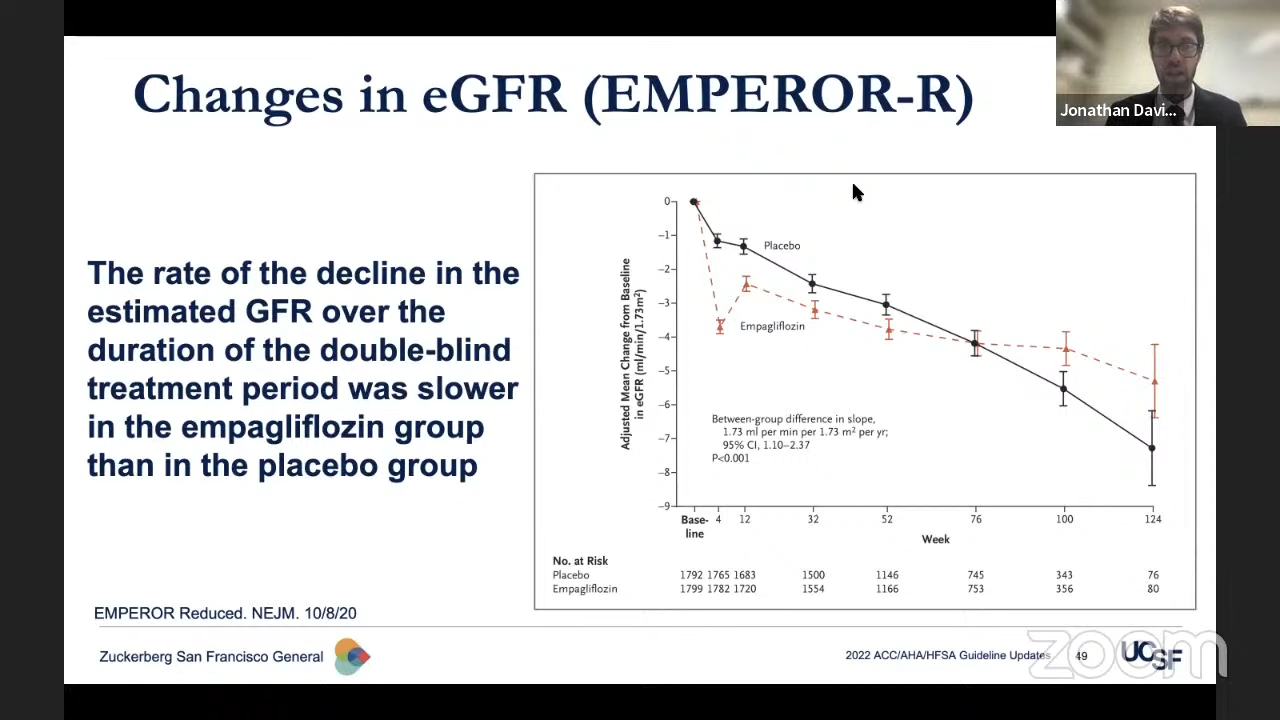 Changes in eGFR (EMPEROR-R)
Jonathan Davi...
The rate of the decline in the
estimated GFR over the
duration of the double-blind
treatment period was slower
in the empagliflozin group
than in the placebo group
Adjusted Mean Change from Baseline
in eGFR (ml/min/1.73m²)
0
−1
−2
−3
−4
−5
−6
−7
−8
−9
Placebo
Empagliflozin
Between-group difference in slope,
1.73 ml per min per 1.73 m² per yr;
95% CI, 1.10–2.37
P<0.001
Base- 4 12 32 52 76 100 124
line
Week
No. at Risk
Placebo 1792 1765 1683 1500 1146 745 343 76
Empagliflozin 1799 1782 1720 1554 1166 753 356 80
EMPEROR Reduced. NEJM. 10/8/20
Zuckerberg San Francisco General
2022 ACC/AHA/HFSA Guideline Updates
49
UCSF
zoom